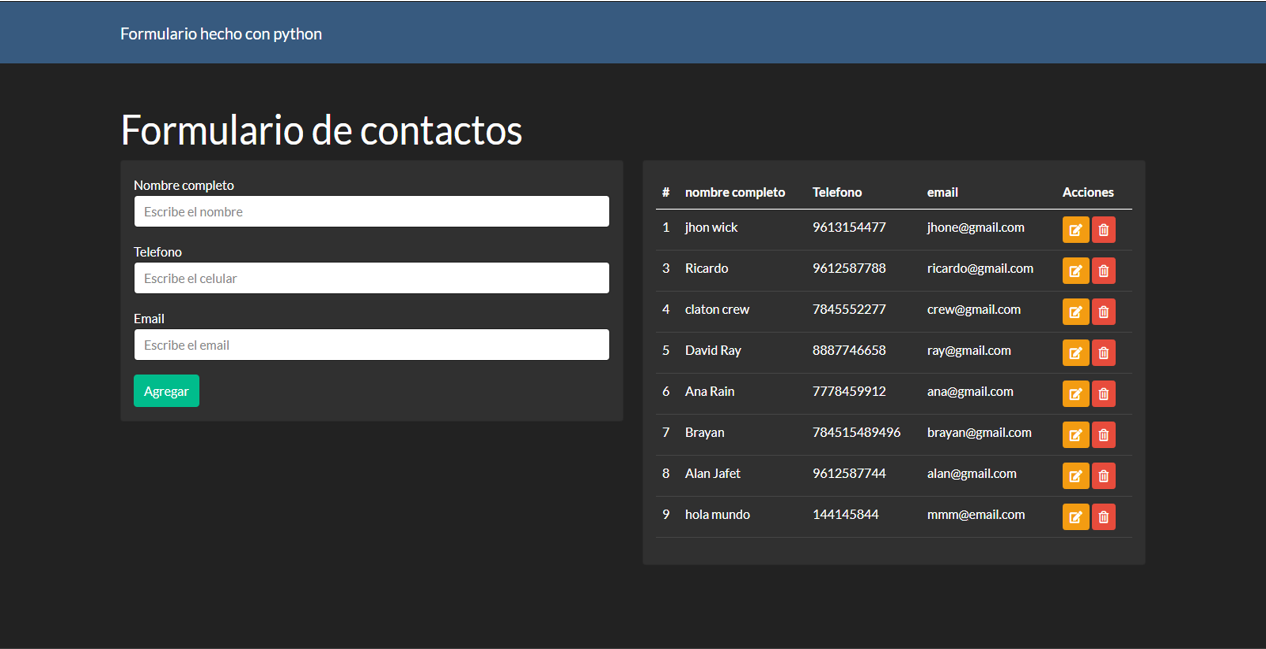 Formulario hecho con python
Formulario de contactos
Nombre completo
Escribe el nombre
Telefono
Escribe el celular
Email
Escribe el email
Agregar
# nombre completo Telefono email Acciones
1 jhon wick 9613154477 jhone@gmail.com
3 Ricardo 9612587788 ricardo@gmail.com
4 claton crew 7845552277 crew@gmail.com
5 David Ray 8887746658 ray@gmail.com
6 Ana Rain 7778459912 ana@gmail.com
7 Brayan 784515489496 brayan@gmail.com
8 Alan Jafet 9612587744 alan@gmail.com
9 hola mundo 144145844 mmm@email.com